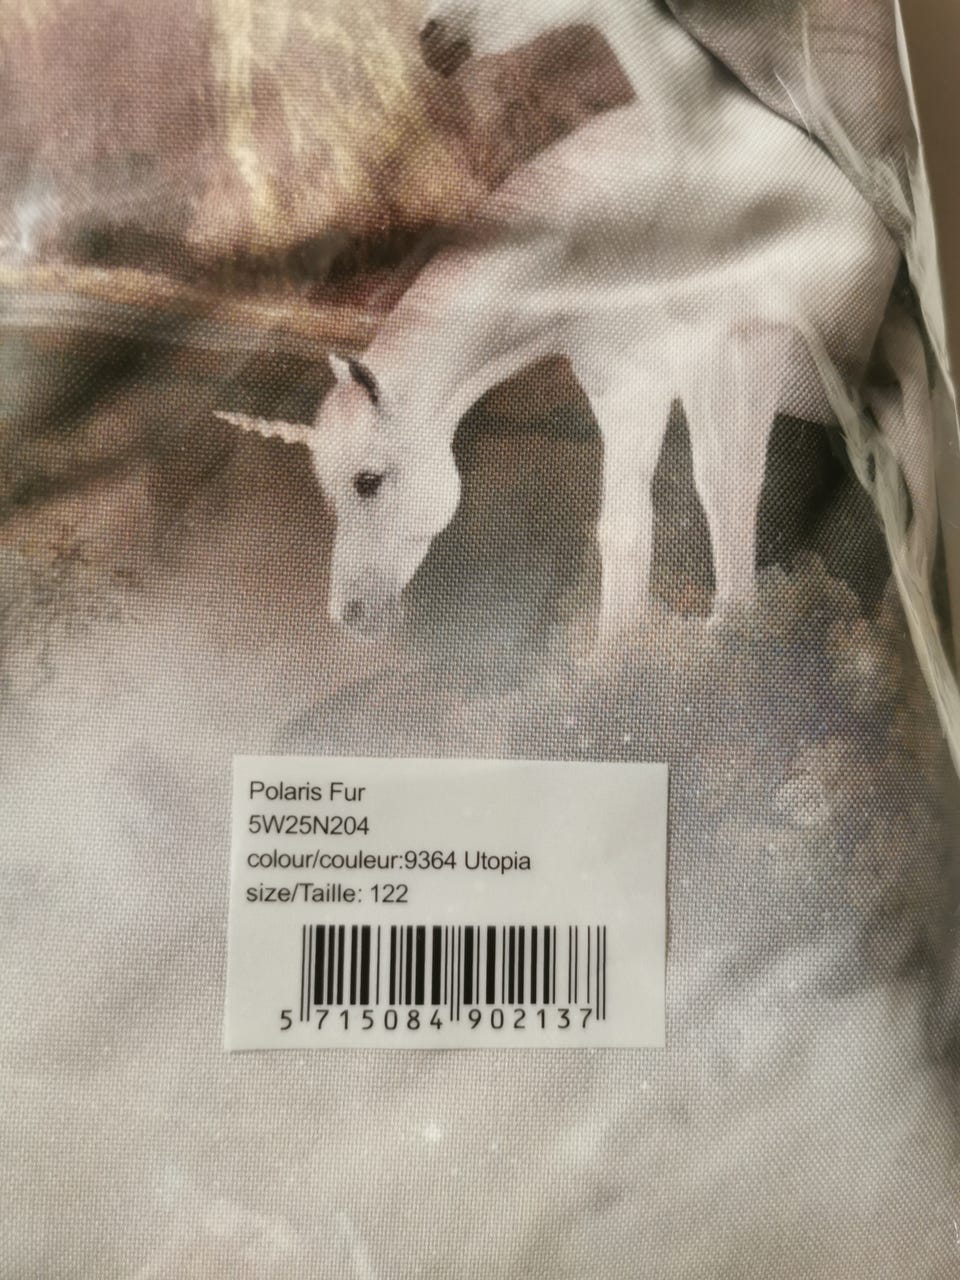 Polaris Fur
5W25N204
colour/couleur:9364 Utopia
size/Taille: 122
5 715084 902137